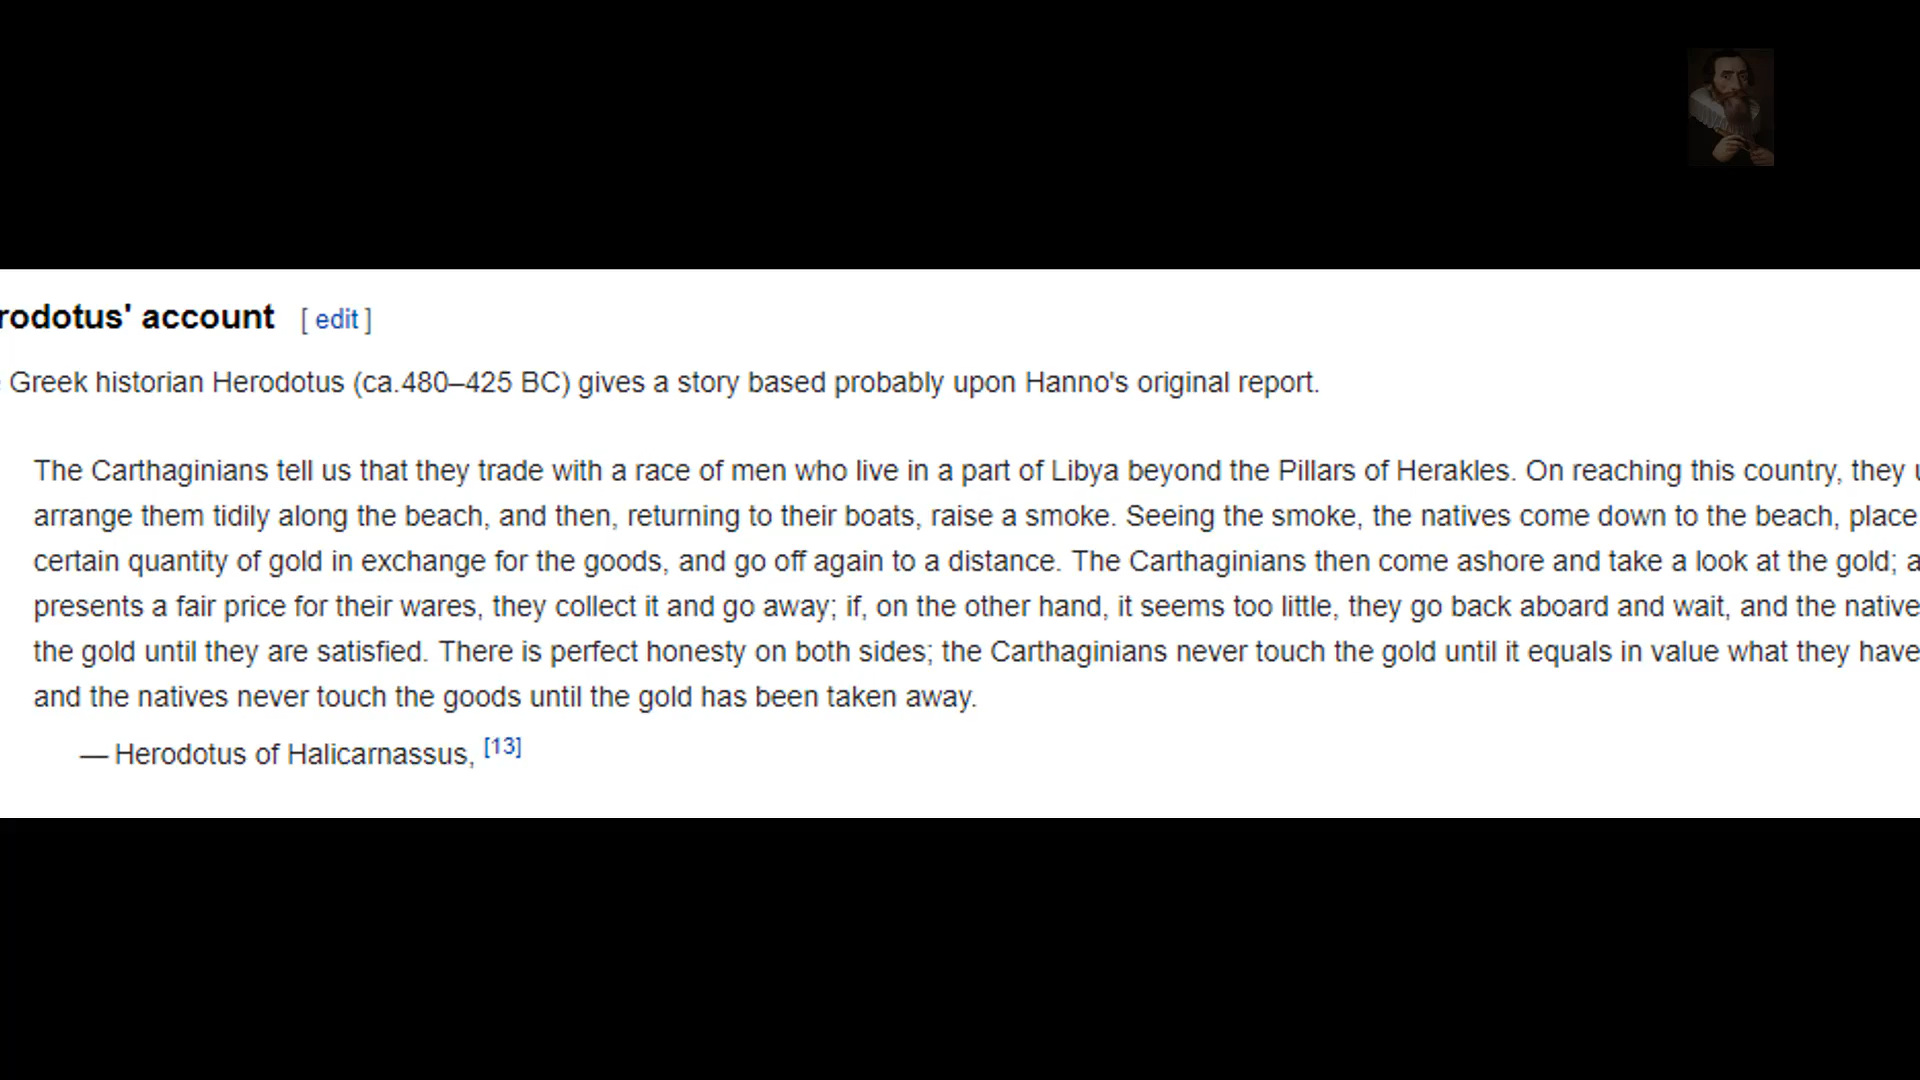 rodotus' account [ edit ]
Greek historian Herodotus (ca.480–425 BC) gives a story based probably upon Hanno's original report.
The Carthaginians tell us that they trade with a race of men who live in a part of Libya beyond the Pillars of Herakles. On reaching this country, they
arrange them tidily along the beach, and then, returning to their boats, raise a smoke. Seeing the smoke, the natives come down to the beach, place
certain quantity of gold in exchange for the goods, and go off again to a distance. The Carthaginians then come ashore and take a look at the gold;
presents a fair price for their wares, they collect it and go away; if, on the other hand, it seems too little, they go back aboard and wait, and the native
the gold until they are satisfied. There is perfect honesty on both sides; the Carthaginians never touch the gold until it equals in value what they have
and the natives never touch the goods until the gold has been taken away.
— Herodotus of Halicarnassus, [13]